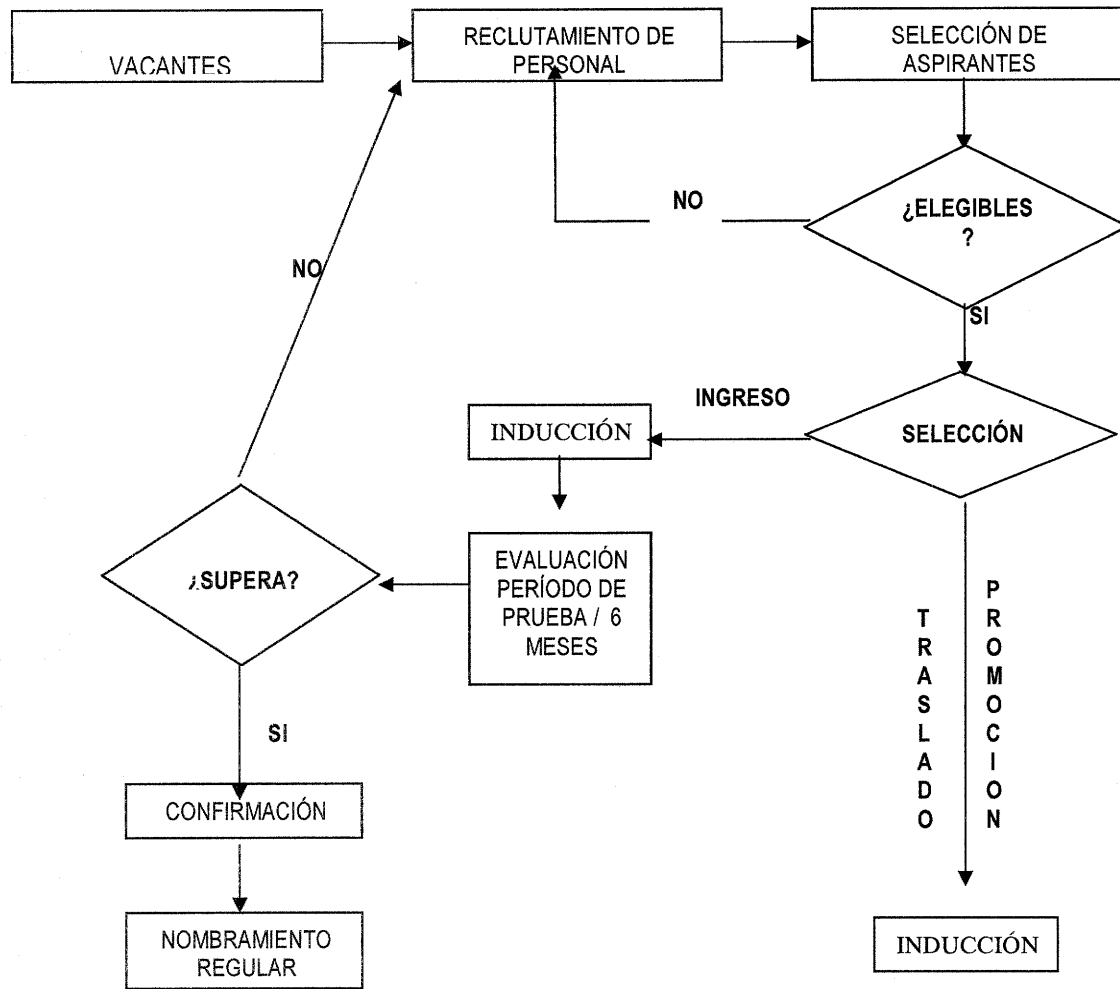 VACANTES
RECLUTAMIENTO DE
PERSONAL
SELECCIÓN DE
ASPIRANTES
¿ELEGIBLES
?
NO
NO
SI
INGRESO
INDUCCIÓN
SELECCIÓN
¿SUPERA?
EVALUACIÓN
PERÍODO DE
PRUEBA / 6
MESES
TRASLADO
PROMOCION
SI
CONFIRMACIÓN
NOMBRAMIENTO
REGULAR
INDUCCIÓN